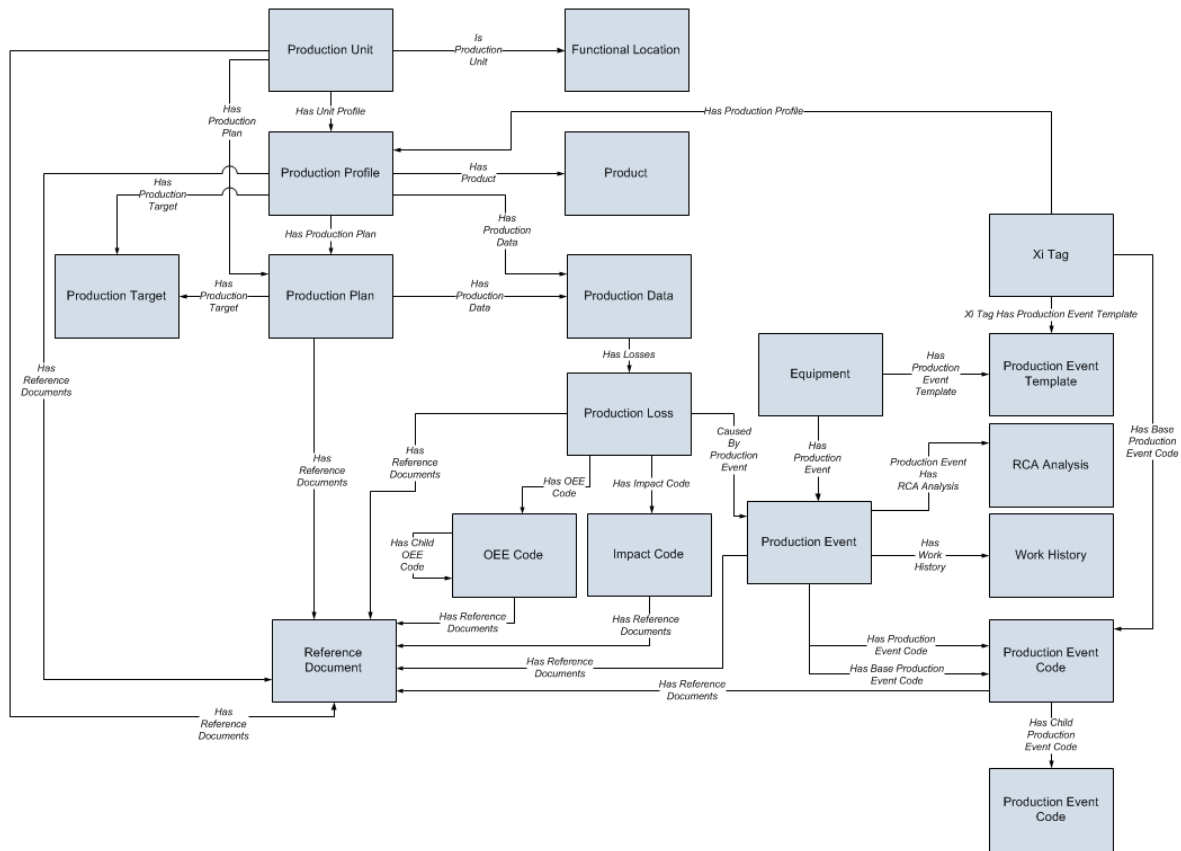 Production Unit
Is
Production
Unit
Functional Location
Has
Production
Plan
Has Unit Profile
Has Production Profile
Production Profile
Has
Product
Product
Has
Production
Target
Has
Production
Data
Has Production Plan
Xi Tag
Production Target
Has
Production
Target
Production Plan
Has
Production
Data
Production Data
Xi Tag Has Production Event Template
Has
Reference
Documents
Has Losses
Equipment
Has
Production
Event
Template
Production Event
Template
Production Loss
Has
Reference
Documents
Has
Reference
Documents
Caused
By
Production
Event
Has
Production
Event
Production Event
Has
RCA Analysis
RCA Analysis
Has Base
Production
Event Code
Has OEE
Code
Has Impact Code
Has Child
OEE
Code
OEE Code
Impact Code
Production Event
Has
Work
History
Work History
Has Reference
Documents
Has Reference
Documents
Reference
Document
Has Production
Event Code
Has Reference
Documents
Has Base Production
Event Code
Production Event
Code
Has Reference
Documents
Has
Reference
Documents
Has Child
Production
Event Code
Production Event
Code